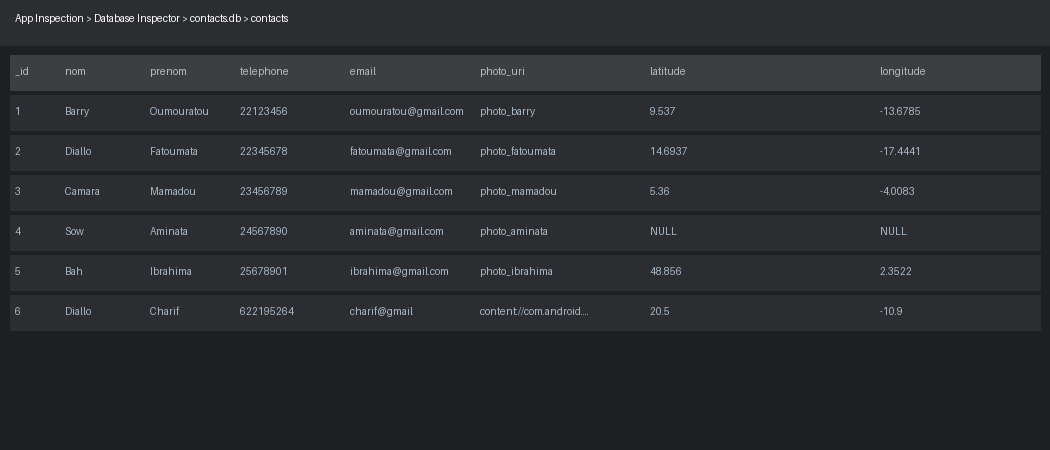 App Inspection > Database Inspector > contacts.db > contacts
_id nom prenom telephone email photo_uri latitude longitude
1 Barry Oumouratou 22123456 oumouratou@gmail.com photo_barry 9.537 -13.6785
2 Diallo Fatoumata 22345678 fatoumata@gmail.com photo_fatoumata 14.6937 -17.4441
3 Camara Mamadou 23456789 mamadou@gmail.com photo_mamadou 5.36 -4.0083
4 Sow Aminata 24567890 aminata@gmail.com photo_aminata NULL NULL
5 Bah Ibrahima 25678901 ibrahima@gmail.com photo_ibrahima 48.856 2.3522
6 Diallo Charif 622195264 charif@gmail content://com.android.... 20.5 -10.9